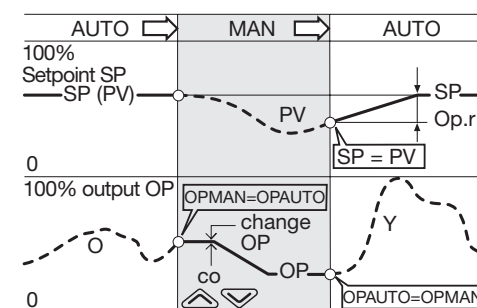 AUTO MAN AUTO
100%
Setpoint SP
SP (PV)
SP
PV
Op.r
SP = PV
0
100% output OP
OPMAN=OPAUTO
change
OP
O
Y
co
OP
0
OPAUTO=OPMAN